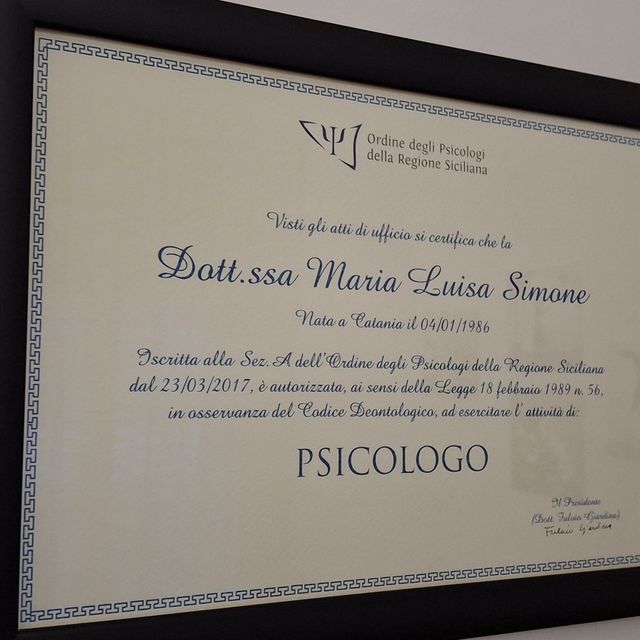 Ordine degli Psicologi
della Regione Siciliana
Visti gli atti di ufficio si certifica che la
Dott.ssa Maria Luisa Simone
Nata a Catania il 04/01/1986
Iscritta alla Sez. A dell'Ordine degli Psicologi della Regione Siciliana
dal 23/03/2017, è autorizzata, ai sensi della Legge 18 febbraio 1989 n. 56,
in osservanza del Codice Deontologico, ad esercitare l'attività di:
PSICOLOGO
Il Presidente
(Dott. Fulvio Giardina)
Fulvio Giardina